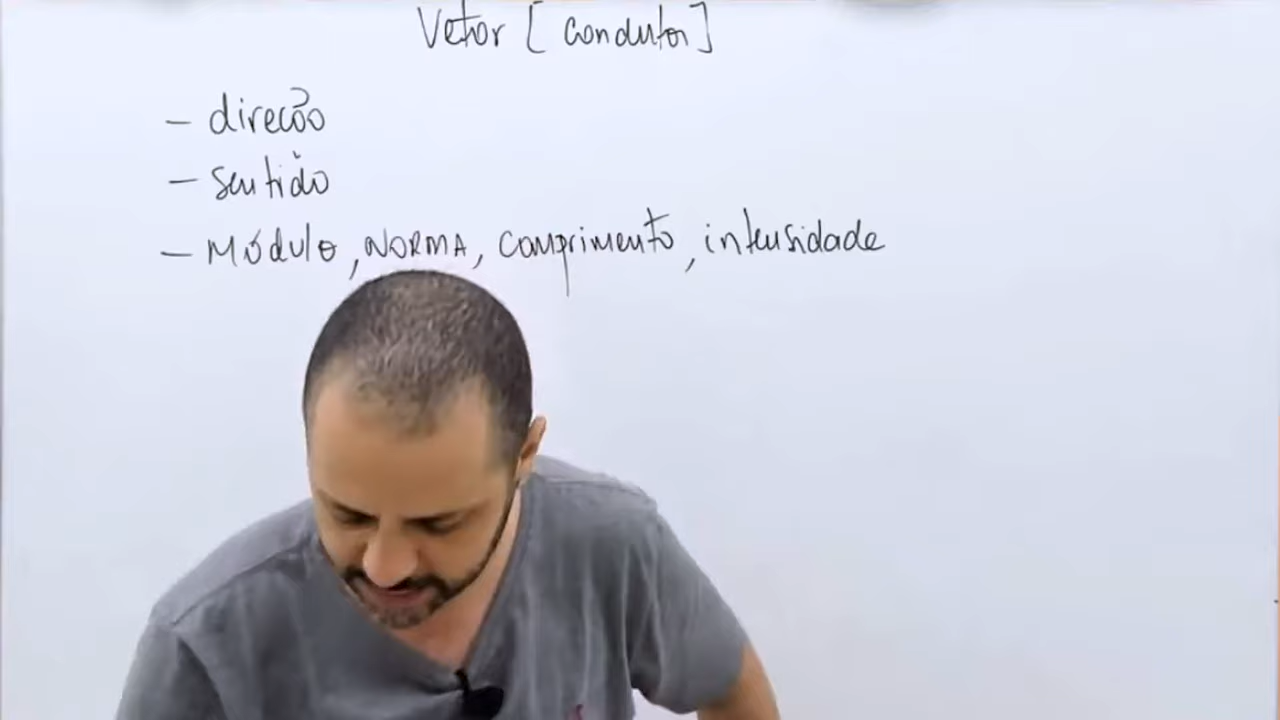 Vetor [condutor]
- direção
- sentido
- Módulo, NORMA, comprimento, intensidade